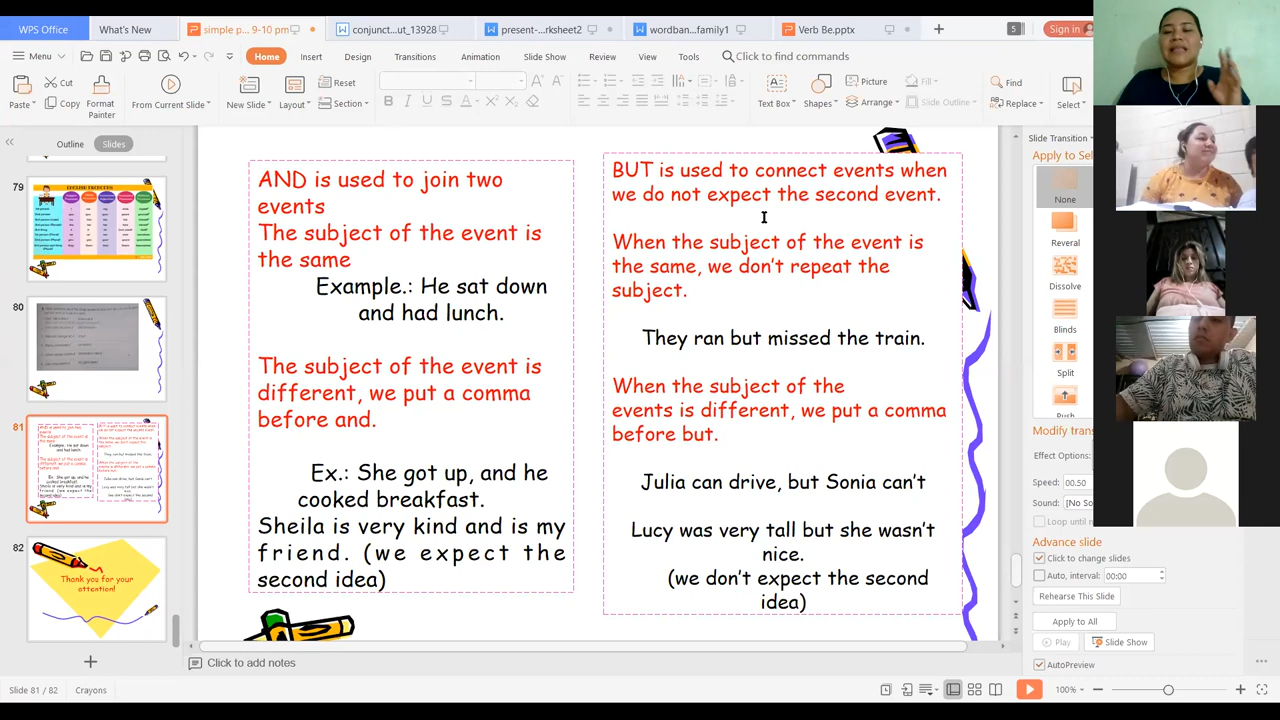 WPS Office
What's New
simple p... 9-10 pm
conjunct...ut_13928
present-...rksheet2
wordban...family1
Verb Be.pptx
5
Sign in
Menu
Home
Insert
Design
Transitions
Animation
Slide Show
Review
View
Tools
Click to find commands
Paste
Cut
Copy
Format
Painter
From Current Slide
New Slide
Layout
Reset
Section
Text Box
Shapes
Picture
Arrange
Fill
Slide Outline
Find
Replace
Select
Outline
Slides
79
80
81
82
Thank you for your
attention!
AND is used to join two
events
The subject of the event is
the same
Example.: He sat down
and had lunch.
The subject of the event is
different, we put a comma
before and.
Ex.: She got up, and he
cooked breakfast.
Sheila is very kind and is my
friend. (we expect the
second idea)
BUT is used to connect events when
we do not expect the second event.
When the subject of the event is
the same, we don't repeat the
subject.
They ran but missed the train.
When the subject of the
events is different, we put a comma
before but.
Julia can drive, but Sonia can't
Lucy was very tall but she wasn't
nice.
(we don't expect the second
idea)
Slide Transition
Apply to Sel
None
Reveral
Dissolve
Blinds
Split
Push
Modify trans
Effect Options:
Speed: 00.50
Sound: [No So
Loop until n
Advance slide
Click to change slides
Auto, interval: 00:00
Rehearse This Slide
Apply to All
Play
Slide Show
AutoPreview
Click to add notes
Slide 81 / 82
Crayons
100%